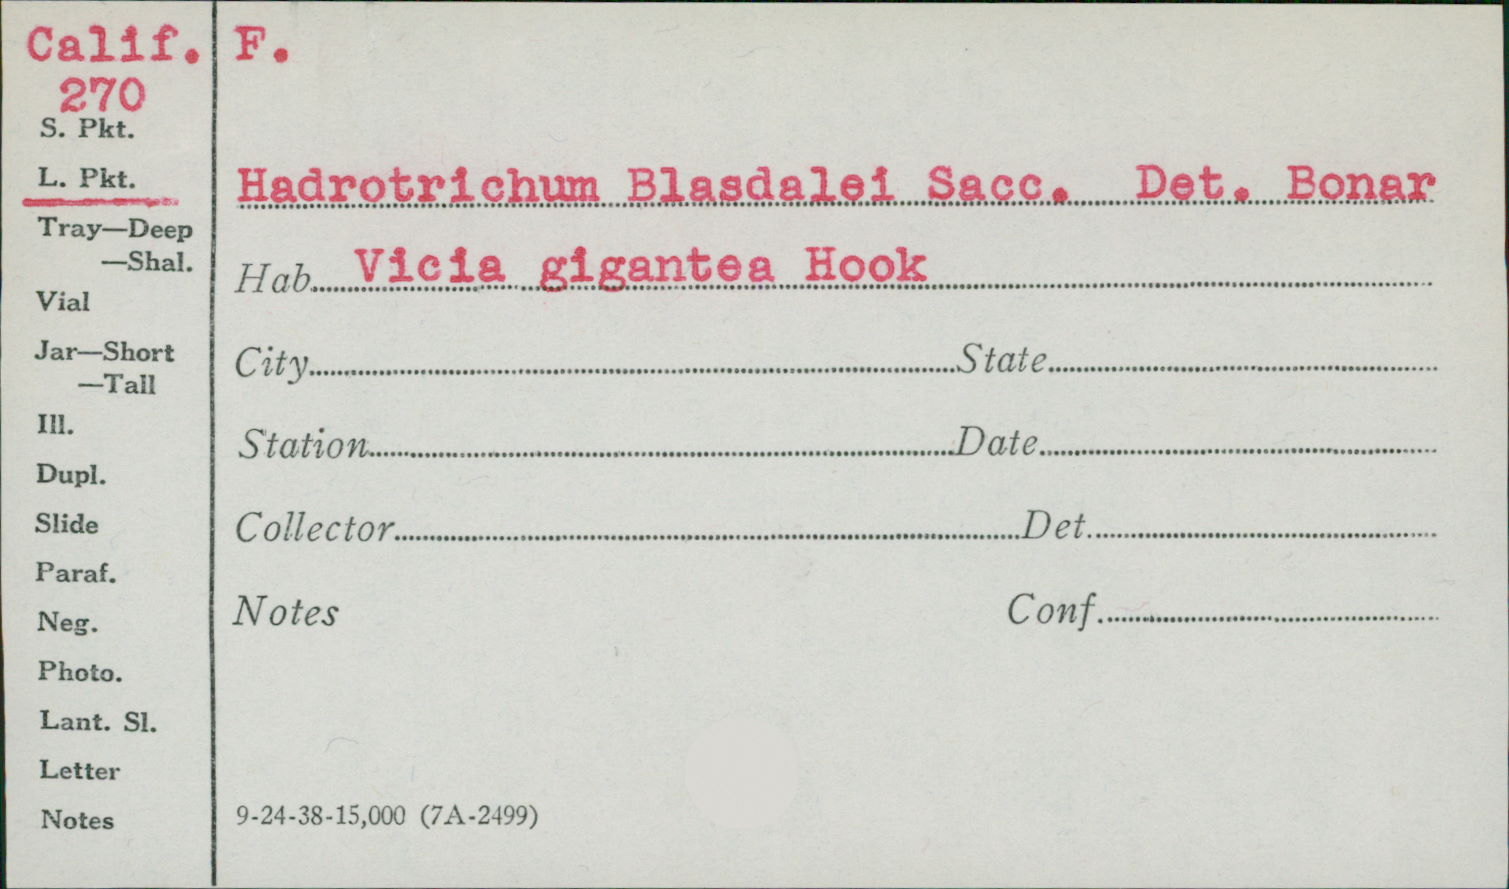 Calif. F.
270
S. Pkt.
L. Pkt.
Hadrotrichum Blasdalei Sacc. Det. Bonar
Tray—Deep
—Shal.
Hab. Vicia gigantea Hook
Vial
Jar—Short
—Tall
City State
Ill.
Station Date
Dupl.
Slide
Collector Det.
Paraf.
Neg.
Notes Conf.
Photo.
Lant. Sl.
Letter
Notes
9-24-38-15,000 (7A-2499)